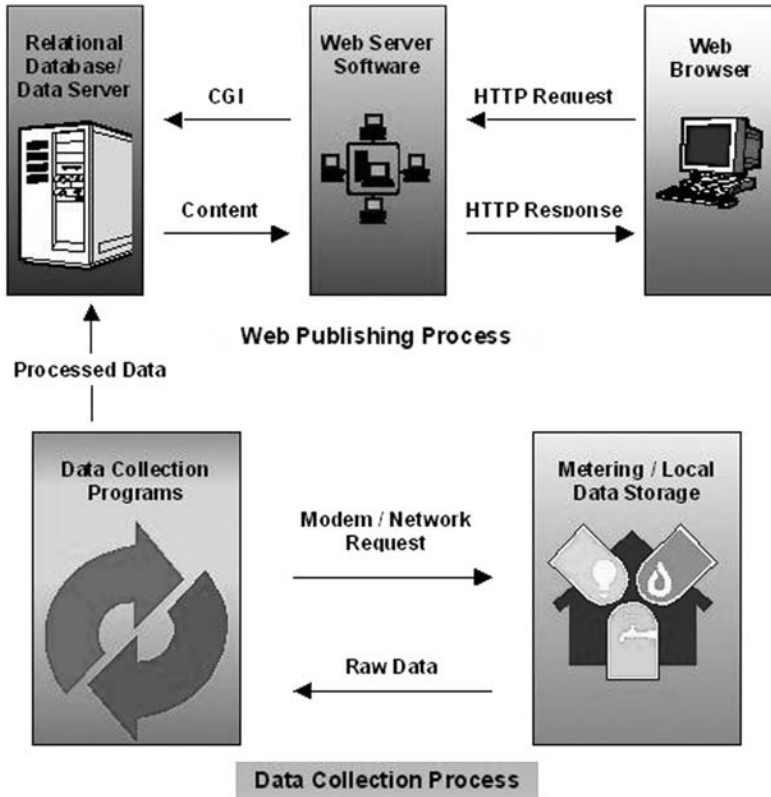 Relational
Database/
Data Server
Web Server
Software
Web
Browser
CGI
HTTP Request
Content
HTTP Response
Web Publishing Process
Processed Data
Data Collection
Programs
Metering / Local
Data Storage
Modem / Network
Request
Raw Data
Data Collection Process